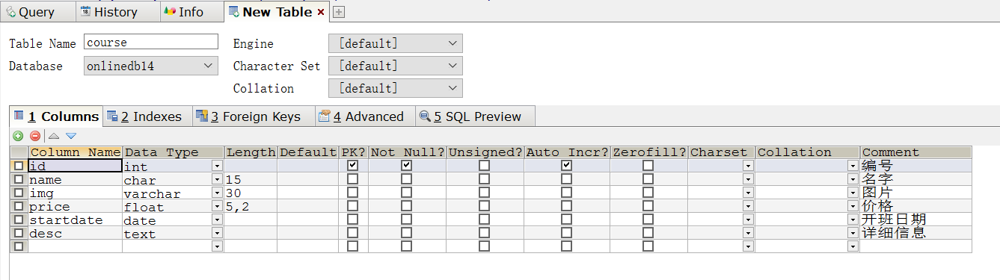 Query History Info New Table
Table Name course Engine [default]
Database onlinedb14 Character Set [default]
Collation [default]
1 Columns 2 Indexes 3 Foreign Keys 4 Advanced 5 SQL Preview
Column Name Data Type Length Default PK? Not Null? Unsigned? Auto Incr? Zerofill? Charset Collation Comment
id int 编号
name char 15 名字
img varchar 30 图片
price float 5,2 价格
startdate date 开班日期
desc text 详细信息